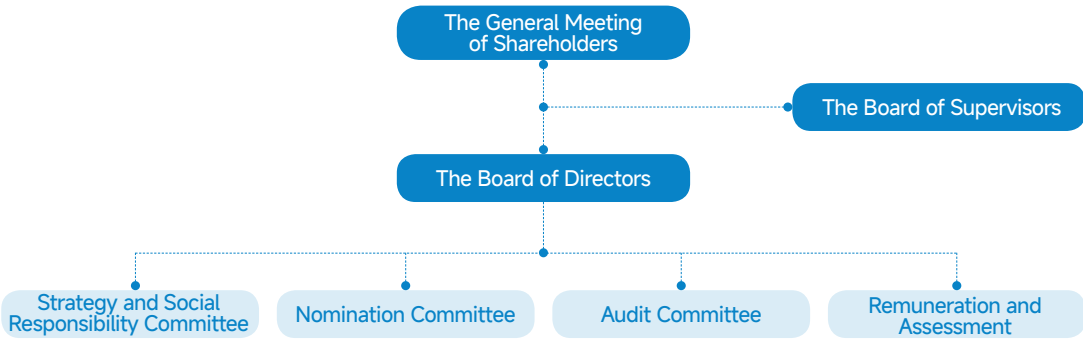 The General Meeting
of Shareholders
The Board of Supervisors
The Board of Directors
Strategy and Social
Responsibility Committee
Nomination Committee
Audit Committee
Remuneration and
Assessment